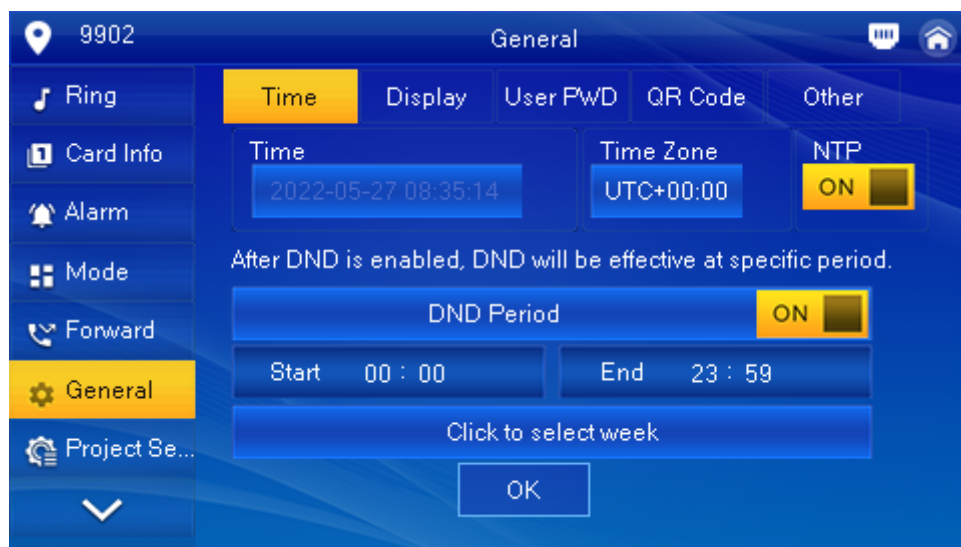 9902
General
Ring
Card Info
Alarm
Mode
Forward
General
Project Se...
Time
Display
User PWD
QR Code
Other
Time
2022-05-27 08:35:14
Time Zone
UTC+00:00
NTP
ON
After DND is enabled, DND will be effective at specific period.
DND Period
ON
Start 00 : 00
End 23 : 59
Click to select week
OK